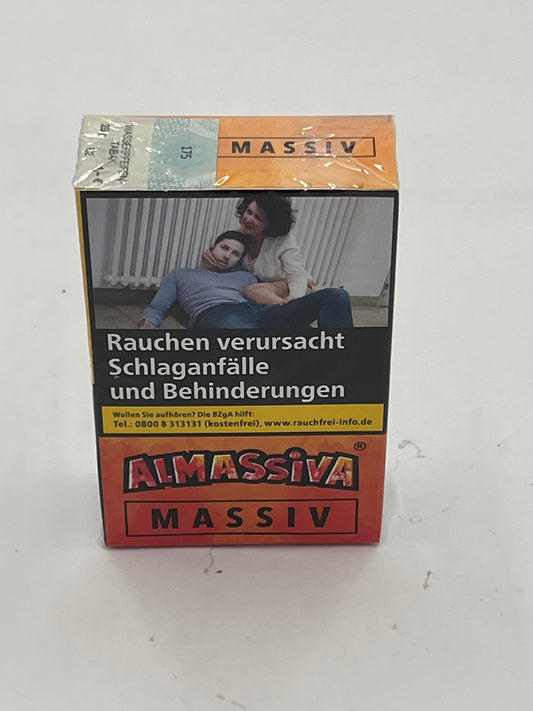 MASSIV
175
Rauchen verursacht
Schlaganfälle
und Behinderungen
Wollen Sie aufhören? Die BZgA hilft:
Tel.: 0800 8 313131 (kostenfrei), www.rauchfrei-info.de
ALMASSiVA®
MASSIV